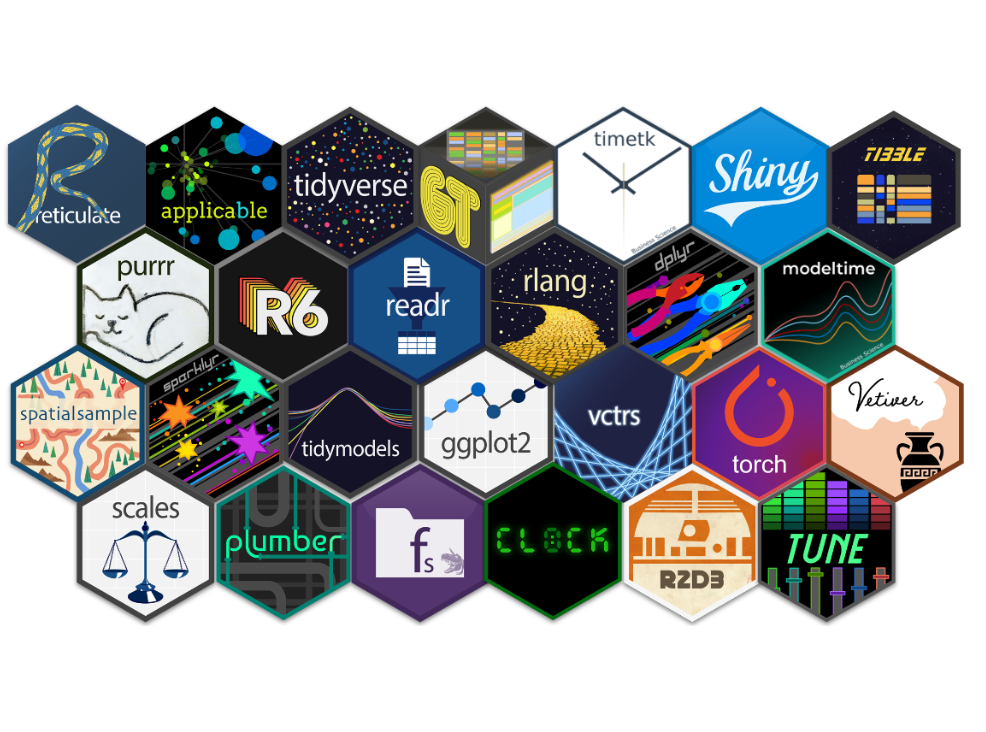 reticulate
applicable
tidyverse
GT
timetk
Business Science
Shiny
TIBBLE
purrr
R6
readr
rlang
dplyr
modeltime
Business Science
spatialsample
sparklyr
tidymodels
ggplot2
vctrs
torch
Vetiver
scales
plumber
fs
CLOCK
R2D3
TUNE